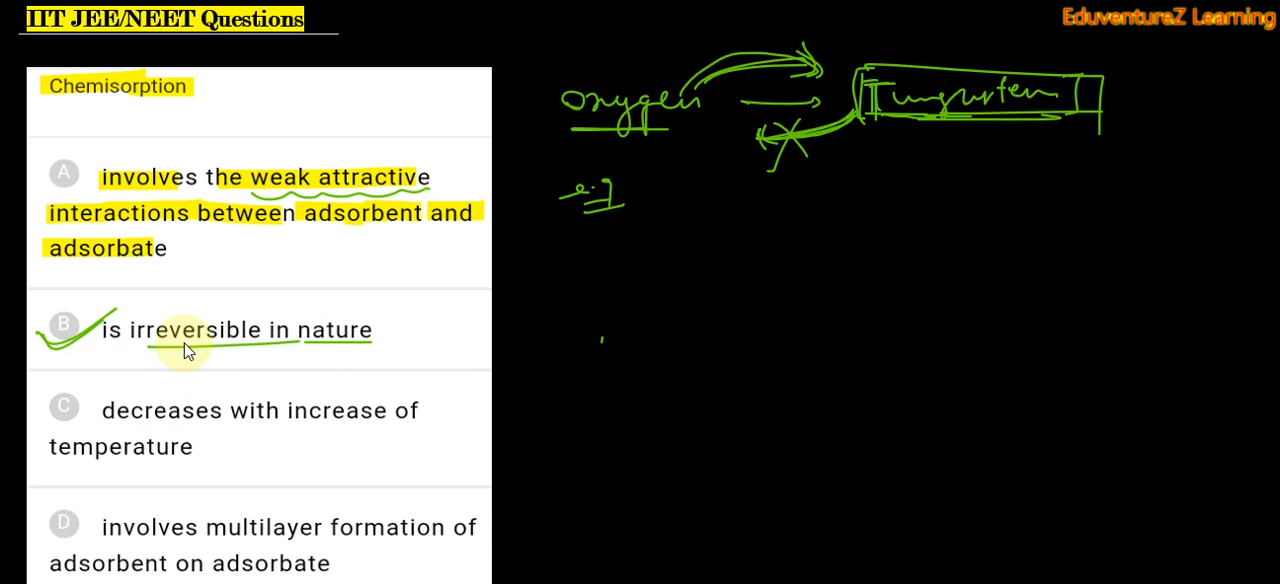 IIT JEE/NEET Questions
EduventureZ Learning
Chemisorption
A involves the weak attractive
interactions between adsorbent and
adsorbate
B is irreversible in nature
C decreases with increase of
temperature
D involves multilayer formation of
adsorbent on adsorbate
Oxygen → Tungsten
e.g